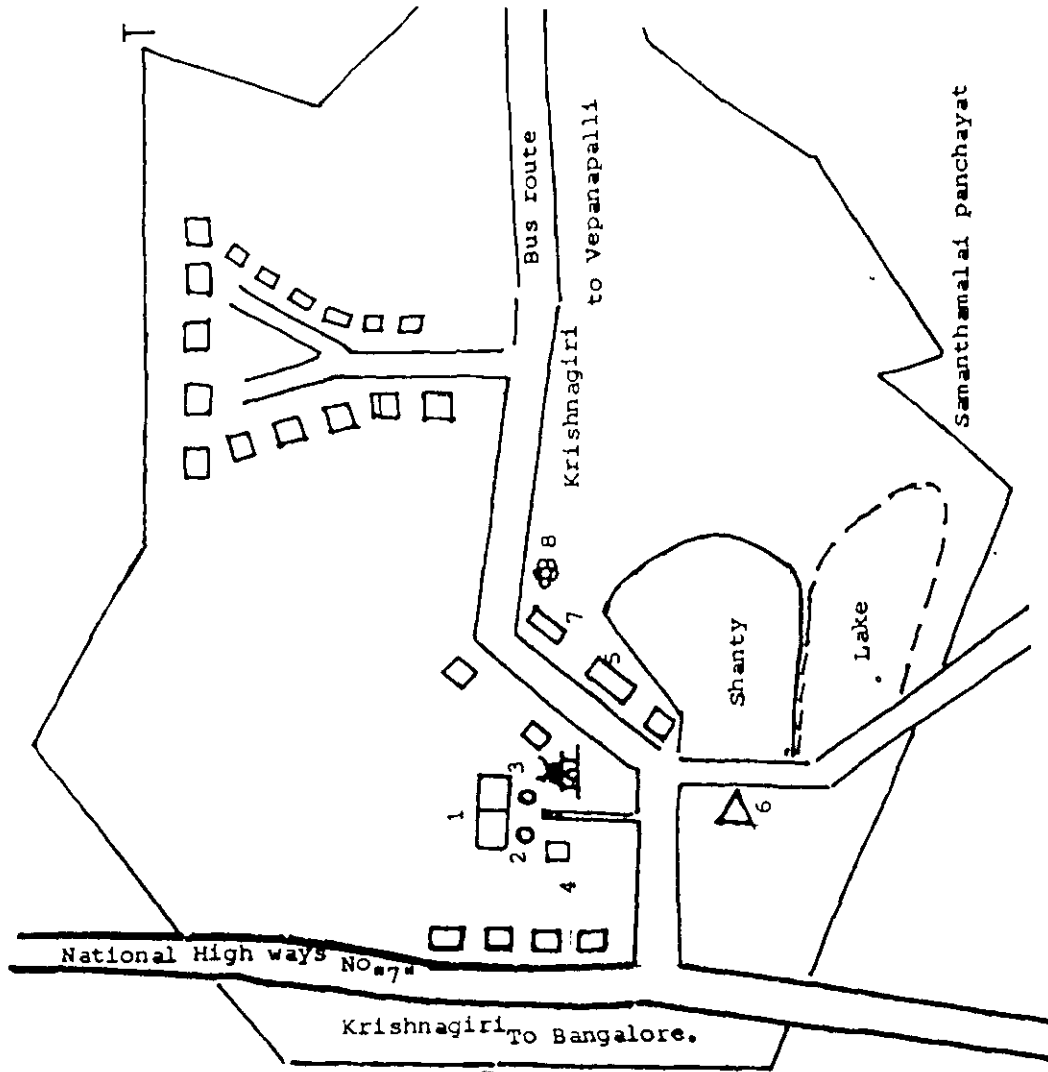 T
Bus route
to Vepanapalli
Krishnagiri
Samanthamalai panchayat
8
7
5
Shanty
Lake
3
1
2
4
6
National High ways No "7"
Krishnagiri To Bangalore.